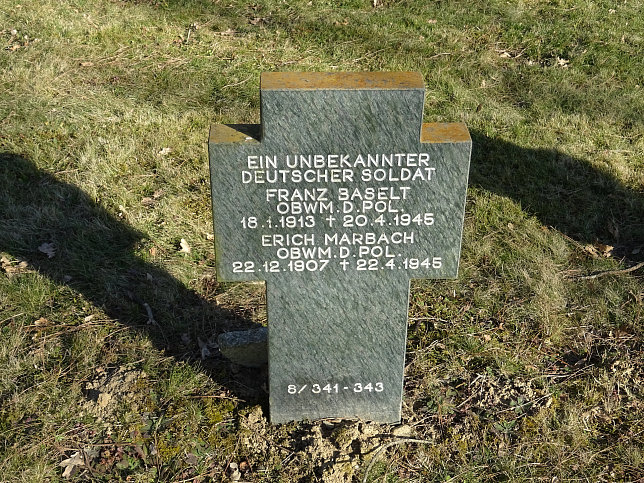 EIN UNBEKANNTER
DEUTSCHER SOLDAT
FRANZ BASELT
OBWM.D.POL.
18.1.1913 † 20.4.1945
ERICH MARBACH
OBWM.D.POL.
22.12.1907 † 22.4.1945
8/341-343